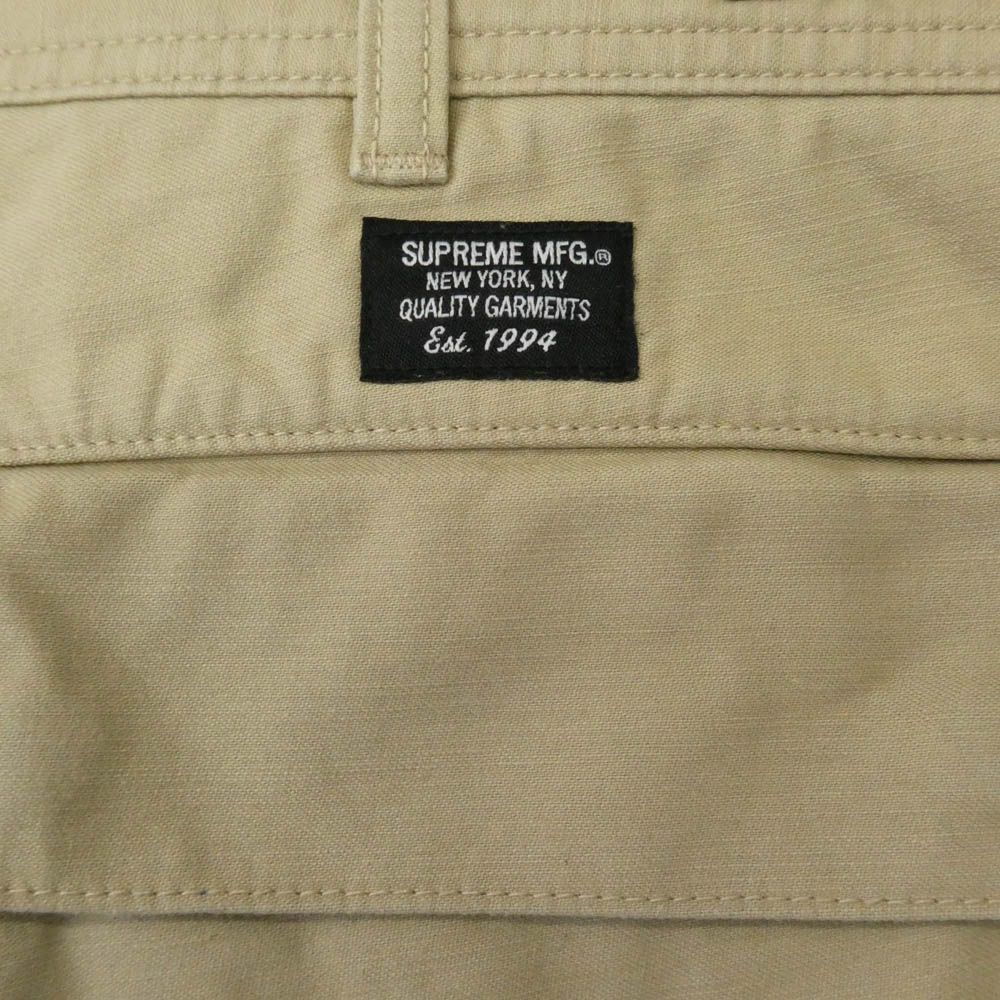 SUPREME MFG.®
NEW YORK, NY
QUALITY GARMENTS
Est. 1994